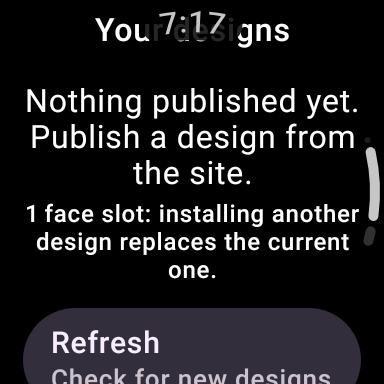 7:17
Your designs
Nothing published yet.
Publish a design from
the site.
1 face slot: installing another
design replaces the current
one.
Refresh
Check for new designs